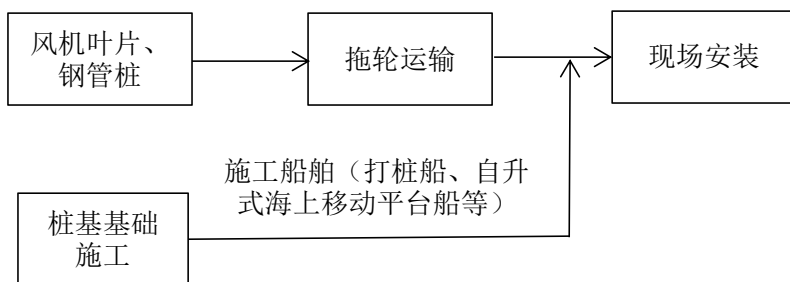 风机叶片、
钢管桩
拖轮运输
现场安装
施工船舶（打桩船、自升
式海上移动平台船等）
桩基基础
施工